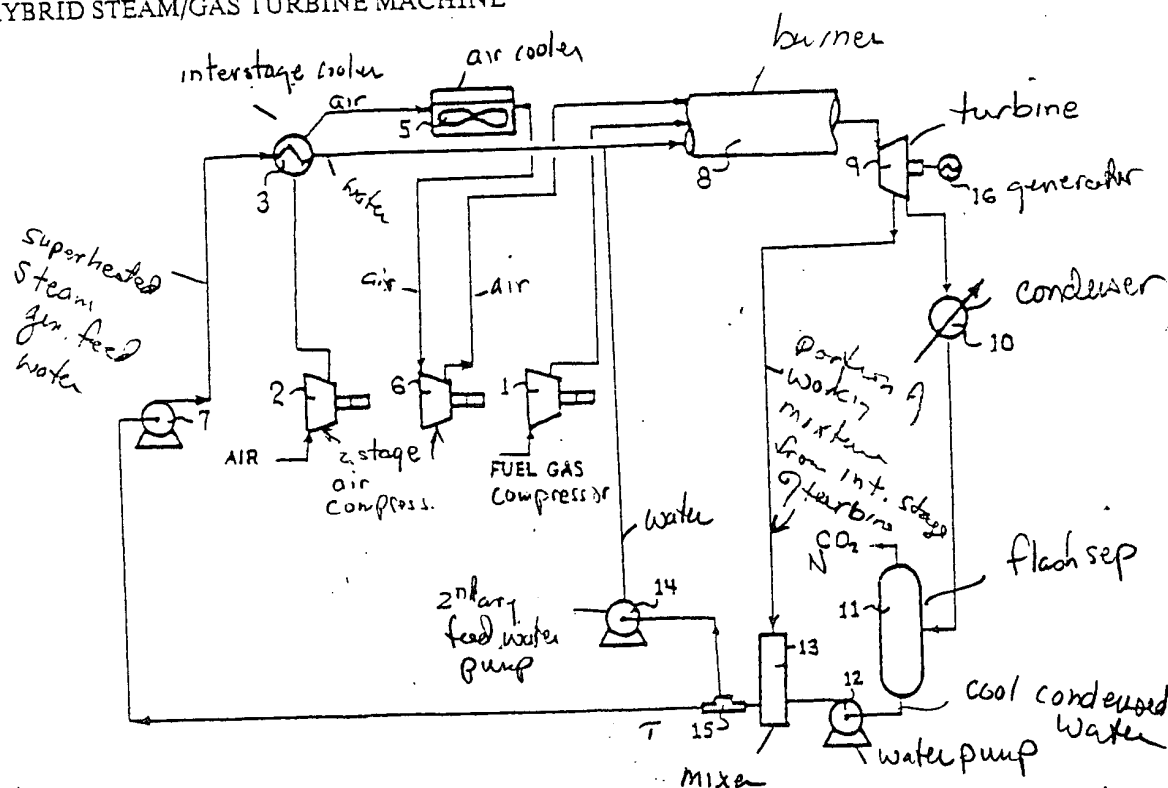 HYBRID STEAM/GAS TURBINE MACHINE
burner
air cooler
interstage cooler
air
5
turbine
3
water
8
9
16 generator
superheated
steam
gen. feed
water
air
air
condenser
10
portion of
working
mixture
from int. stage
of turbine
2
6
1
7
AIR
2 stage
air
compress.
FUEL GAS
compressor
water
CO2
N
flash sep
11
2ndary
feed water
pump
14
13
12
cool condensed
water
T
15
water pump
mixer